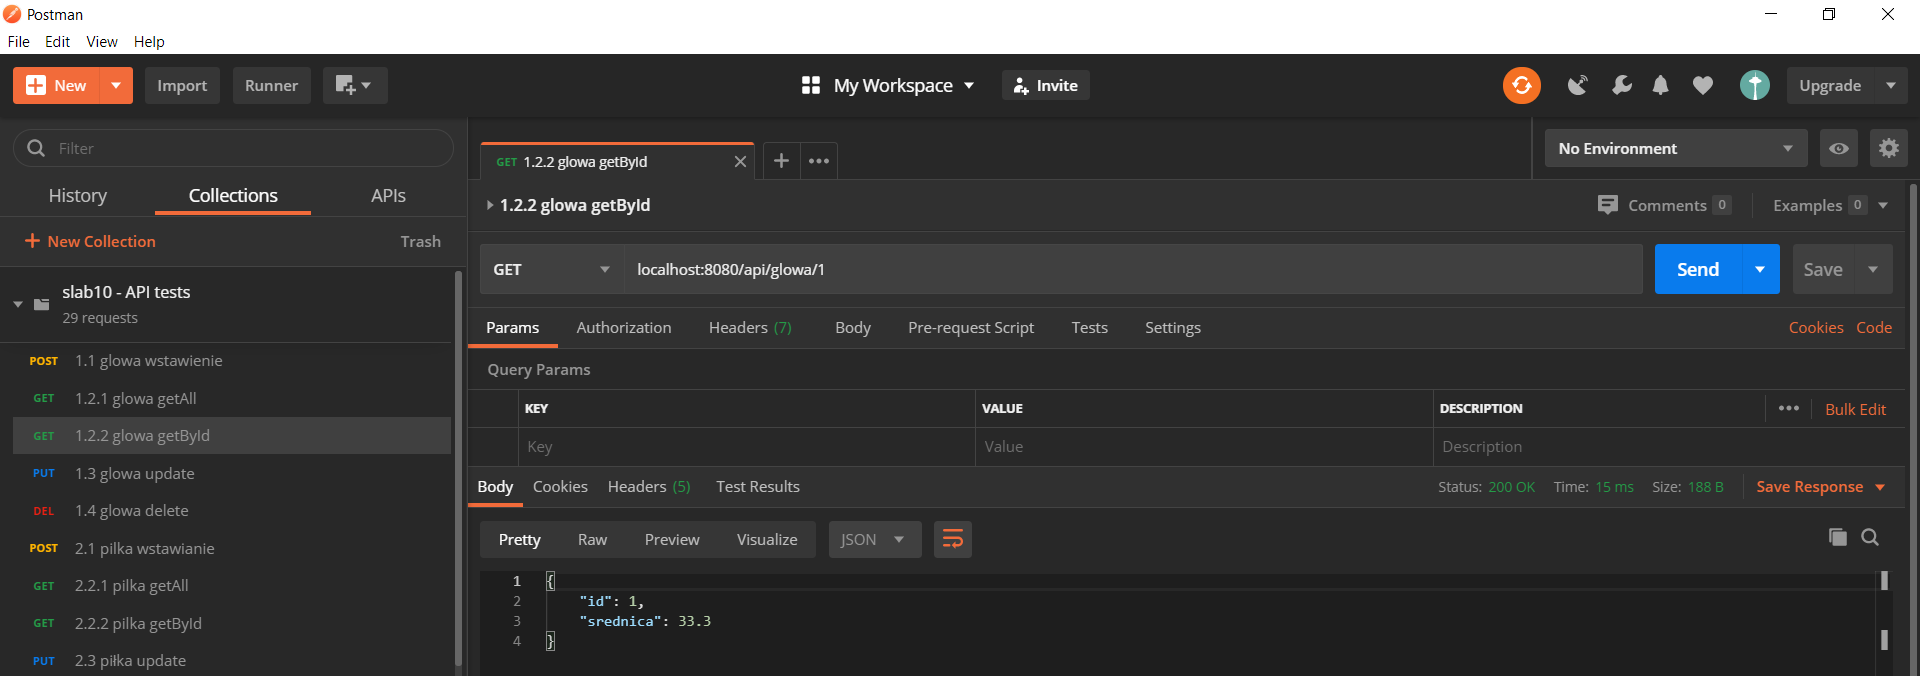 Postman
File Edit View Help
New Import Runner My Workspace Invite Upgrade
Filter
History Collections APIs
New Collection Trash
slab10 - API tests
29 requests
POST 1.1 glowa wstawienie
GET 1.2.1 glowa getAll
GET 1.2.2 glowa getById
PUT 1.3 glowa update
DEL 1.4 glowa delete
POST 2.1 pilka wstawianie
GET 2.2.1 pilka getAll
GET 2.2.2 pilka getById
PUT 2.3 piłka update
GET 1.2.2 glowa getById
No Environment
1.2.2 glowa getById Comments 0 Examples 0
GET localhost:8080/api/glowa/1 Send Save
Params Authorization Headers (7) Body Pre-request Script Tests Settings Cookies Code
Query Params
KEY VALUE DESCRIPTION Bulk Edit
Key Value Description
Body Cookies Headers (5) Test Results Status: 200 OK Time: 15 ms Size: 188 B Save Response
Pretty Raw Preview Visualize JSON
1 {
2 "id": 1,
3 "srednica": 33.3
4 }